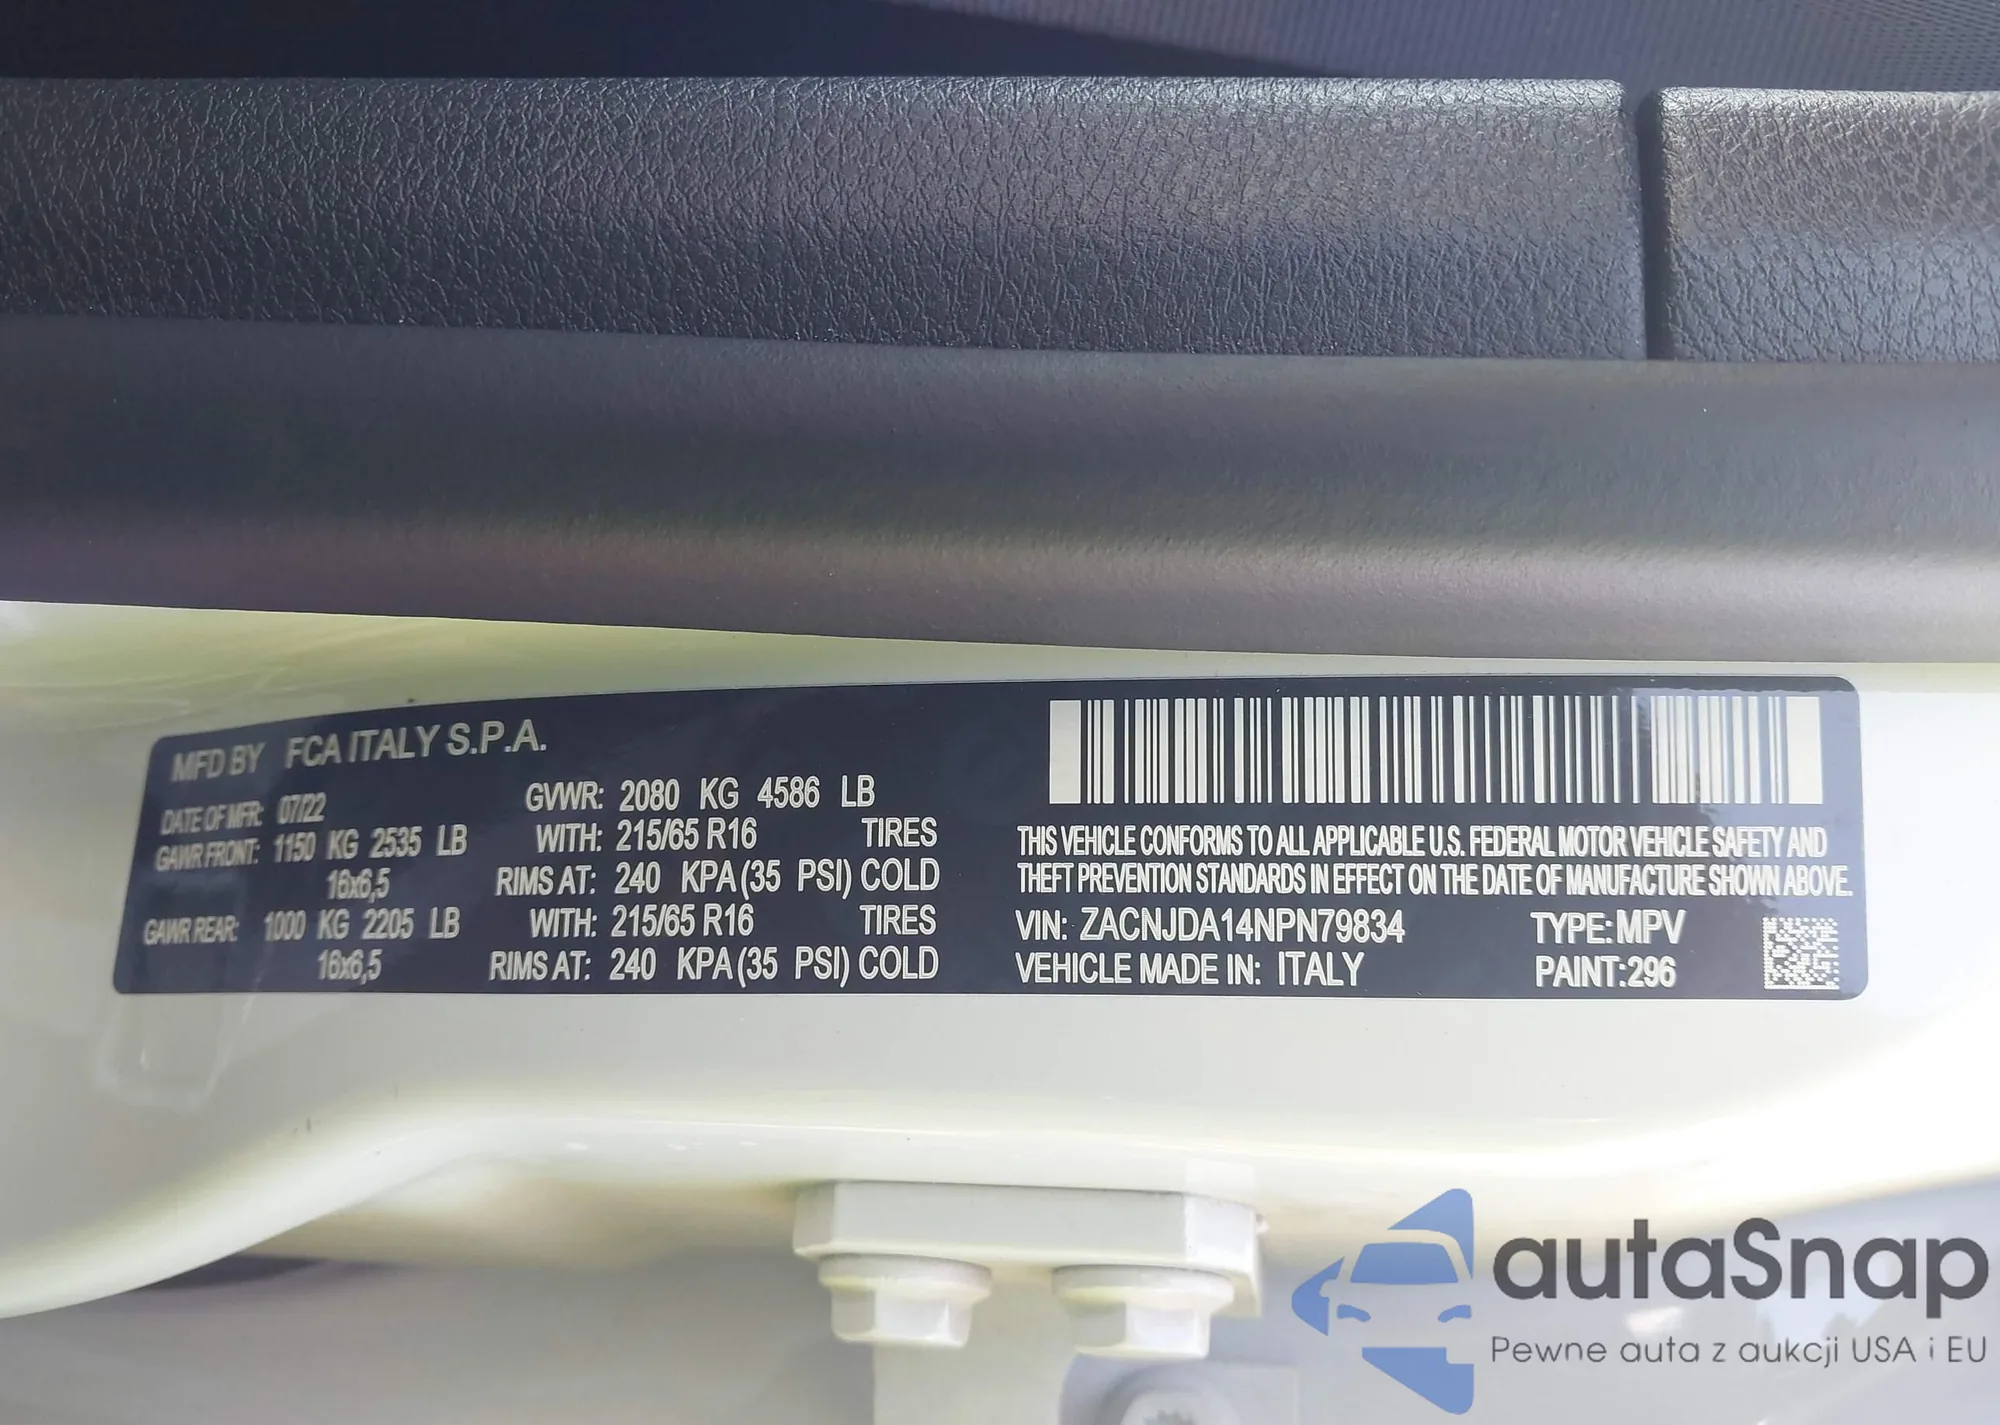 MFD BY FCA ITALY S.P.A.
DATE OF MFR: 07/22 GVWR: 2080 KG 4586 LB
GAWR FRONT: 1150 KG 2535 LB WITH: 215/65 R16 TIRES
16x6,5 RIMS AT: 240 KPA(35 PSI) COLD
GAWR REAR: 1000 KG 2205 LB WITH: 215/65 R16 TIRES
16x6,5 RIMS AT: 240 KPA(35 PSI) COLD
THIS VEHICLE CONFORMS TO ALL APPLICABLE U.S. FEDERAL MOTOR VEHICLE SAFETY AND
THEFT PREVENTION STANDARDS IN EFFECT ON THE DATE OF MANUFACTURE SHOWN ABOVE.
VIN: ZACNJDA14NPN79834 TYPE: MPV
VEHICLE MADE IN: ITALY PAINT:296
autaSnap
Pewne auta z aukcji USA i EU